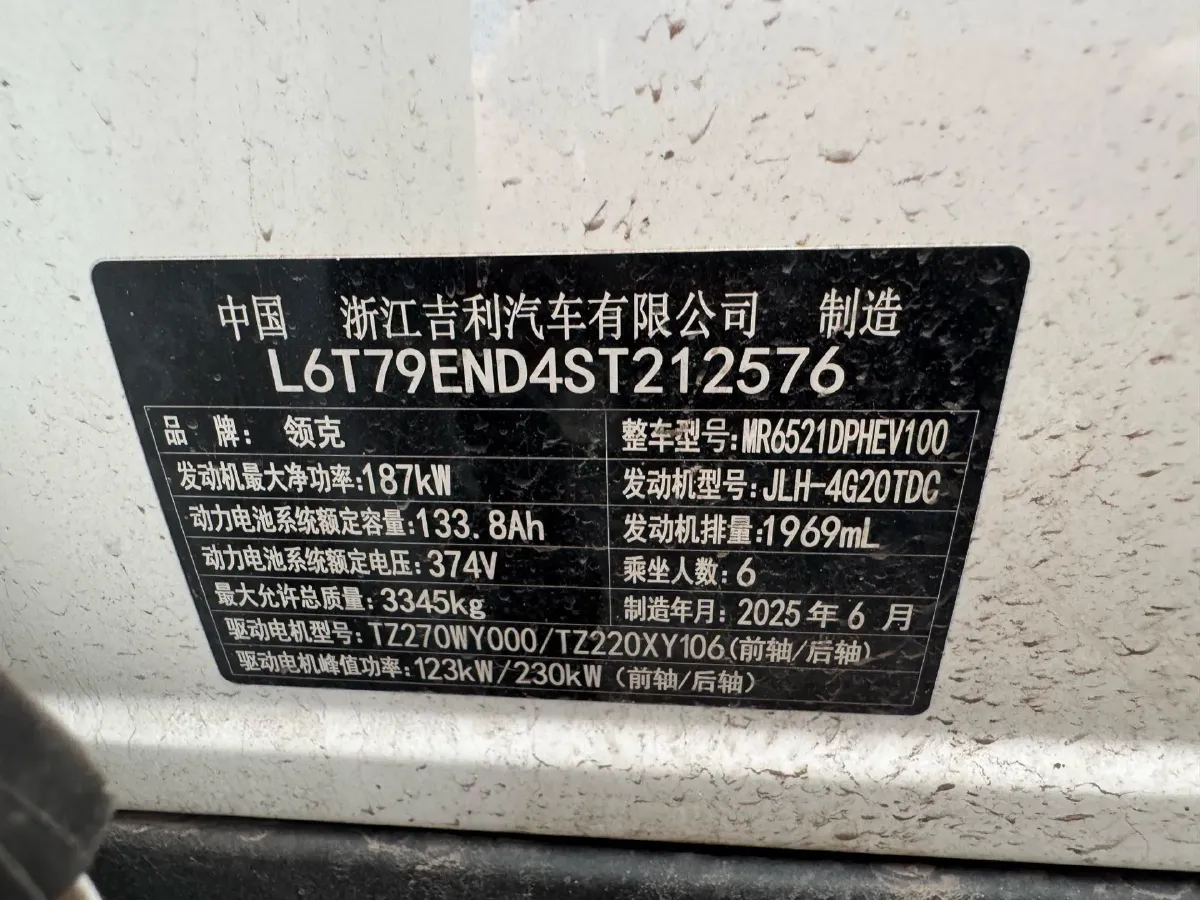 中国 浙江吉利汽车有限公司 制造
L6T79END4ST212576
品 牌: 领克 整车型号:MR6521DPHEV100
发动机最大净功率:187kW 发动机型号:JLH-4G20TDC
动力电池系统额定容量:133.8Ah 发动机排量:1969mL
动力电池系统额定电压:374V 乘坐人数:6
最大允许总质量:3345kg 制造年月:2025年6月
驱动电机型号:TZ270WY000/TZ220XY106(前轴/后轴)
驱动电机峰值功率:123kW/230kW (前轴/后轴)